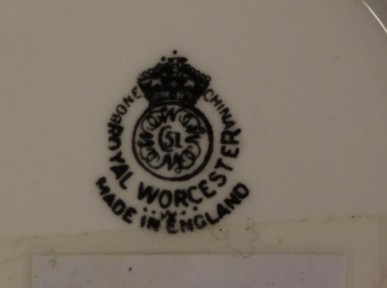 BONE CHINA
51
ROYAL WORCESTER
MADE IN ENGLAND